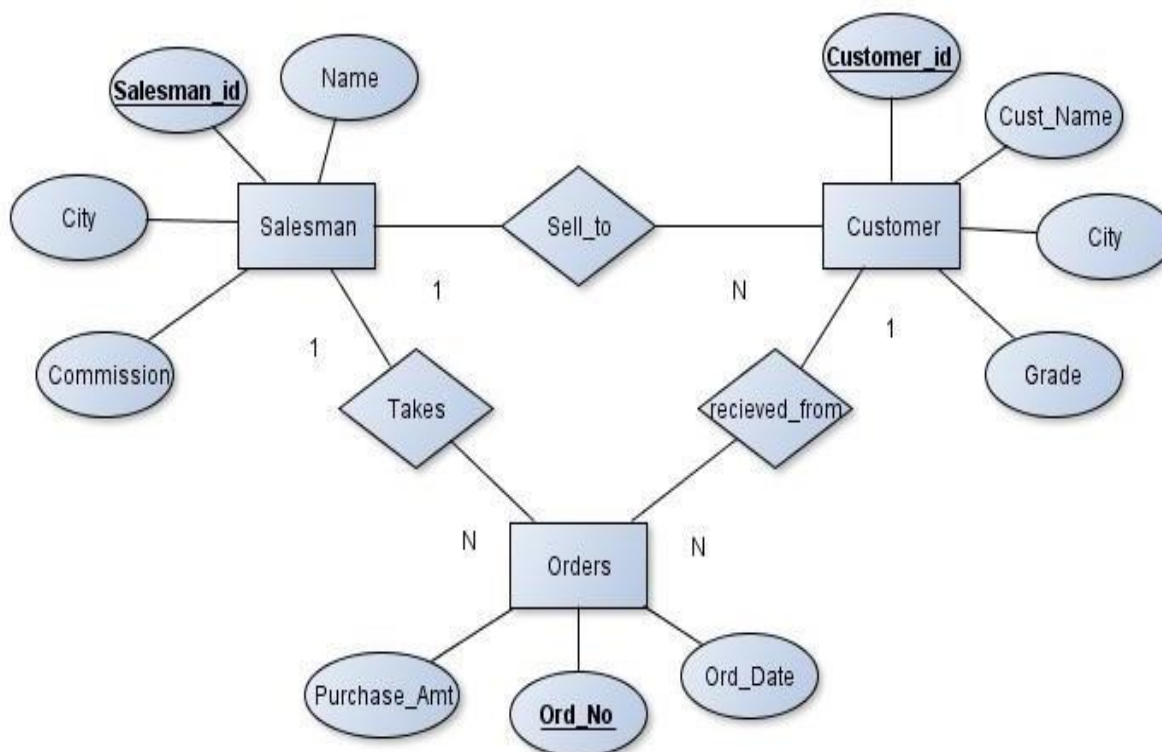 Customer_id
Name
Salesman_id
Cust_Name
City
Salesman
Sell_to
Customer
City
1
N
1
1
Commission
Grade
Takes
recieved_from
N
N
Orders
Purchase_Amt
Ord_No
Ord_Date